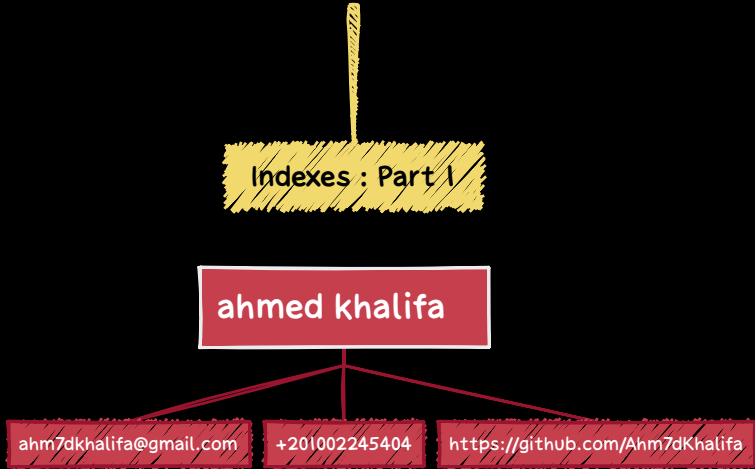 Indexes : Part 1
ahmed khalifa
ahm7dkhalifa@gmail.com
+201002245404
https://github.com/Ahm7dKhalifa